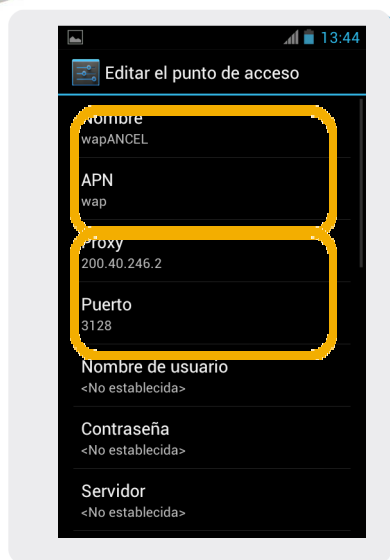 13:44
Editar el punto de acceso
Nombre
wapANCEL
APN
wap
Proxy
200.40.246.2
Puerto
3128
Nombre de usuario
<No establecida>
Contraseña
<No establecida>
Servidor
<No establecida>